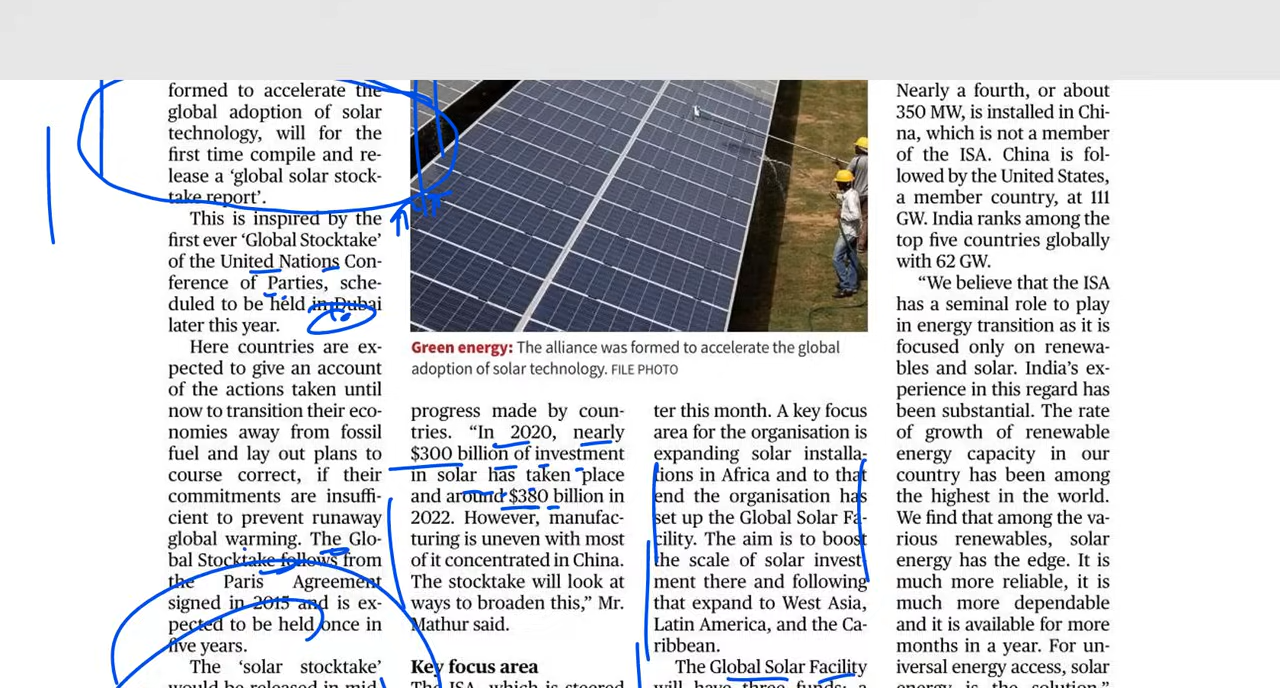 formed to accelerate the
global adoption of solar
technology, will for the
first time compile and re-
lease a ‘global solar stock-
take report’.
This is inspired by the
first ever ‘Global Stocktake’
of the United Nations Con-
ference of Parties, sche-
duled to be held in Dubai
later this year.
Here countries are ex-
pected to give an account
of the actions taken until
now to transition their eco-
nomies away from fossil
fuel and lay out plans to
course correct, if their
commitments are insuffi-
cient to prevent runaway
global warming. The Glo-
bal Stocktake follows from
the Paris Agreement
signed in 2015 and is ex-
pected to be held once in
five years.
The ‘solar stocktake’
would be released in mid
Green energy: The alliance was formed to accelerate the global
adoption of solar technology. FILE PHOTO
progress made by coun-
tries. “In 2020, nearly
$300 billion of investment
in solar has taken place
and around $380 billion in
2022. However, manufac-
turing is uneven with most
of it concentrated in China.
The stocktake will look at
ways to broaden this,” Mr.
Mathur said.
Key focus area
The ISA, which is steered
ter this month. A key focus
area for the organisation is
expanding solar installa-
tions in Africa and to that
end the organisation has
set up the Global Solar Fa-
cility. The aim is to boost
the scale of solar invest-
ment there and following
that expand to West Asia,
Latin America, and the Ca-
ribbean.
The Global Solar Facility
will have three funds: a
Nearly a fourth, or about
350 MW, is installed in Chi-
na, which is not a member
of the ISA. China is fol-
lowed by the United States,
a member country, at 111
GW. India ranks among the
top five countries globally
with 62 GW.
“We believe that the ISA
has a seminal role to play
in energy transition as it is
focused only on renewa-
bles and solar. India’s ex-
perience in this regard has
been substantial. The rate
of growth of renewable
energy capacity in our
country has been among
the highest in the world.
We find that among the va-
rious renewables, solar
energy has the edge. It is
much more reliable, it is
much more dependable
and it is available for more
months in a year. For un-
iversal energy access, solar
energy is the solution.”